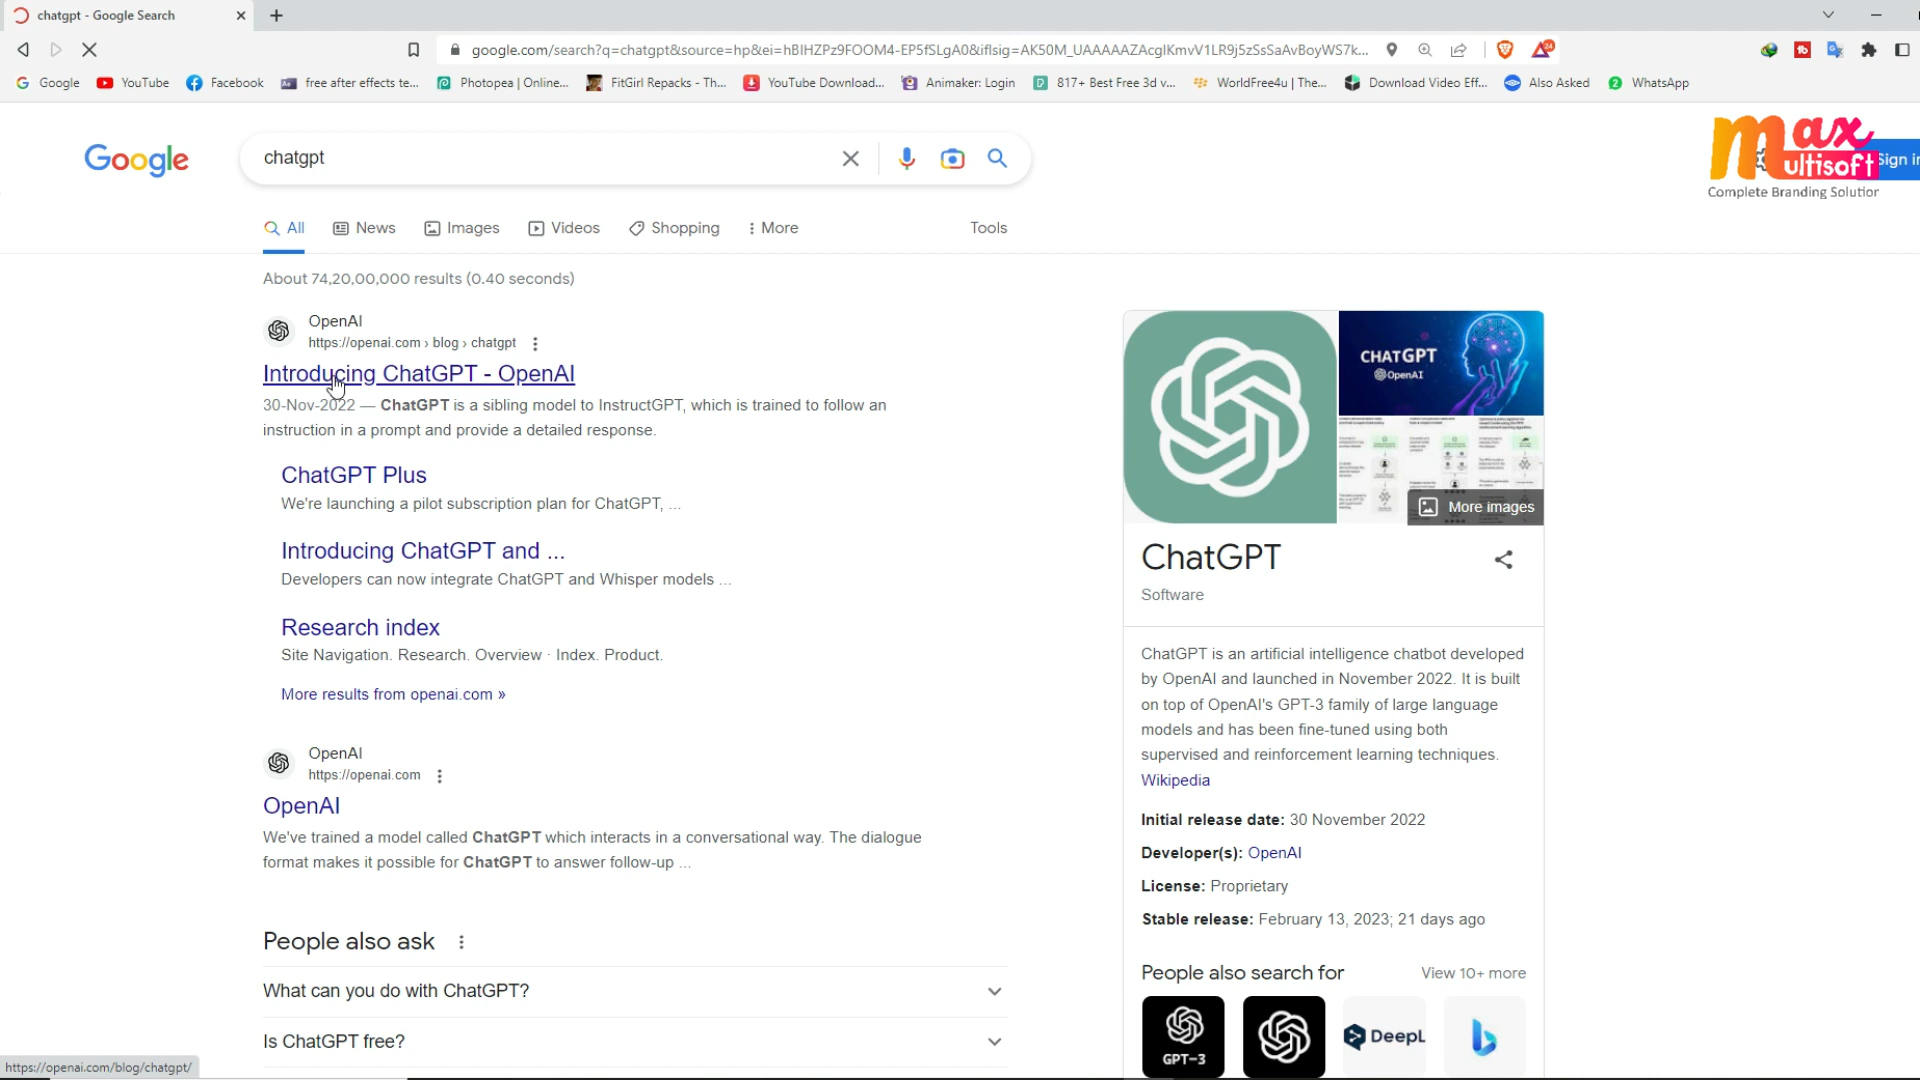 chatgpt - Google Search
google.com/search?q=chatgpt&source=hp&ei=hBIHZPz9FOOM4-EP5fSLgA0&iflsig=AK50M_UAAAAAZAcgIKmvV1LR9j5zSsSaAvBoyWS7k...
24
Google
YouTube
Facebook
free after effects te...
Photopea | Online...
FitGirl Repacks - Th...
YouTube Download...
Animaker: Login
817+ Best Free 3d v...
WorldFree4u | The...
Download Video Eff...
Also Asked
2 WhatsApp
Google
chatgpt
max
ultisoft
Complete Branding Solution
Sign in
All
News
Images
Videos
Shopping
More
Tools
About 74,20,00,000 results (0.40 seconds)
OpenAI
https://openai.com › blog › chatgpt
Introducing ChatGPT - OpenAI
30-Nov-2022 — ChatGPT is a sibling model to InstructGPT, which is trained to follow an
instruction in a prompt and provide a detailed response.
ChatGPT Plus
We're launching a pilot subscription plan for ChatGPT, ...
Introducing ChatGPT and ...
Developers can now integrate ChatGPT and Whisper models ...
Research index
Site Navigation. Research. Overview · Index. Product.
More results from openai.com »
OpenAI
https://openai.com
OpenAI
We've trained a model called ChatGPT which interacts in a conversational way. The dialogue
format makes it possible for ChatGPT to answer follow-up ...
People also ask
What can you do with ChatGPT?
Is ChatGPT free?
https://openai.com/blog/chatgpt/
CHATGPT
OpenAI
More images
ChatGPT
Software
ChatGPT is an artificial intelligence chatbot developed
by OpenAI and launched in November 2022. It is built
on top of OpenAI's GPT-3 family of large language
models and has been fine-tuned using both
supervised and reinforcement learning techniques.
Wikipedia
Initial release date: 30 November 2022
Developer(s): OpenAI
License: Proprietary
Stable release: February 13, 2023; 21 days ago
People also search for
View 10+ more
GPT-3
DeepL